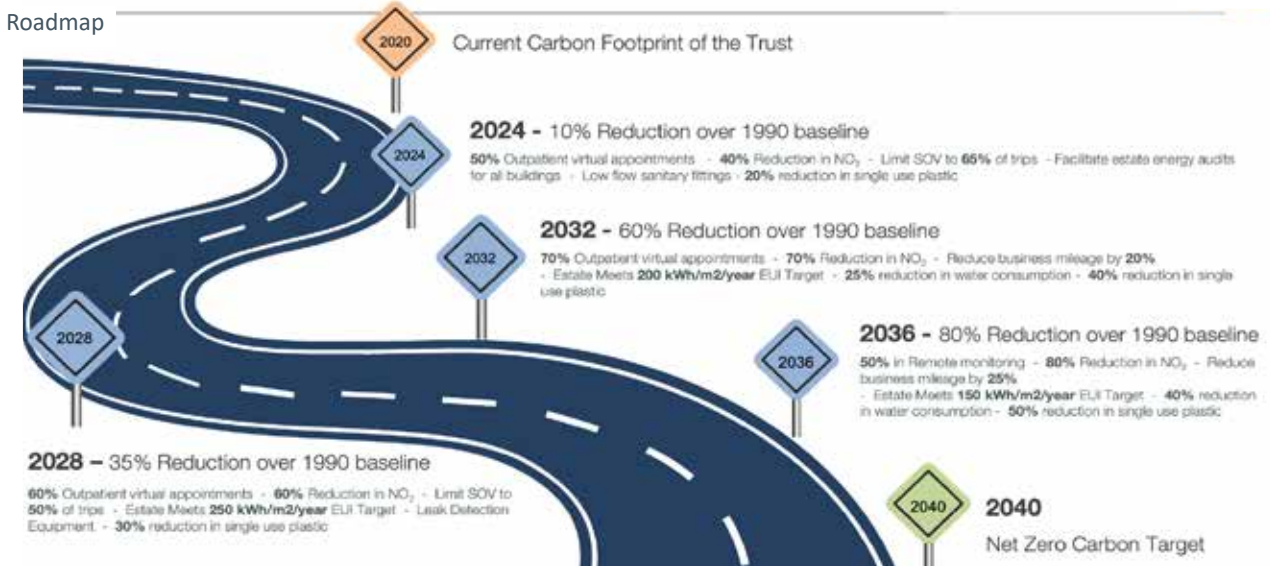 Roadmap
2020
Current Carbon Footprint of the Trust
2024
2024 - 10% Reduction over 1990 baseline
50% Outpatient virtual appointments - 40% Reduction in NO₂ - Limit SOV to 65% of trips - Facilitate estate energy audits
for all buildings - Low flow sanitary fittings - 20% reduction in single use plastic
2032
2032 - 60% Reduction over 1990 baseline
70% Outpatient virtual appointments - 70% Reduction in NO₂ - Reduce business mileage by 20%
- Estate Meets 200 kWh/m2/year EUI Target - 25% reduction in water consumption - 40% reduction in single
use plastic
2028
2036
2036 - 80% Reduction over 1990 baseline
50% in Remote monitoring - 80% Reduction in NO₂ - Reduce
business mileage by 25%
- Estate Meets 150 kWh/m2/year EUI Target - 40% reduction
in water consumption - 50% reduction in single use plastic
2028 – 35% Reduction over 1990 baseline
60% Outpatient virtual appointments - 60% Reduction in NO₂ - Limit SOV to
50% of trips - Estate Meets 250 kWh/m2/year EUI Target - Leak Detection
Equipment - 30% reduction in single use plastic
2040
2040
Net Zero Carbon Target